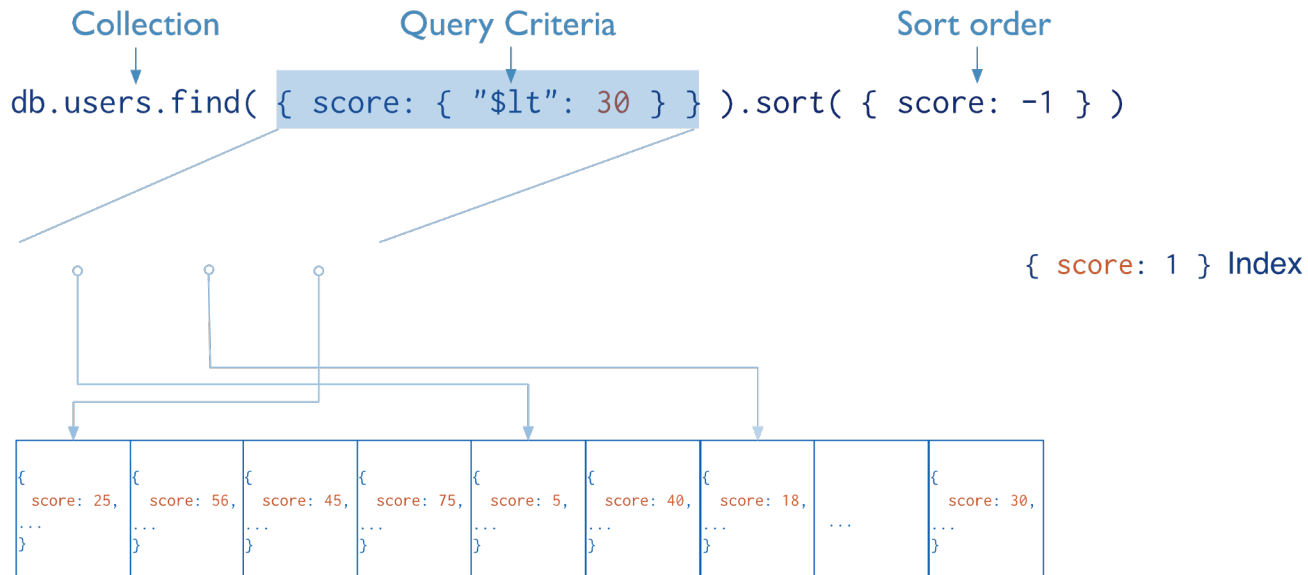 Collection Query Criteria Sort order
db.users.find( { score: { "$lt": 30 } } ).sort( { score: -1 } )
{ score: 1 } Index
{ { { { { { { {
score: 25, score: 56, score: 45, score: 75, score: 5, score: 40, score: 18, score: 30,
... ... ... ... ... ... ... ... ...
} } } } } } } }